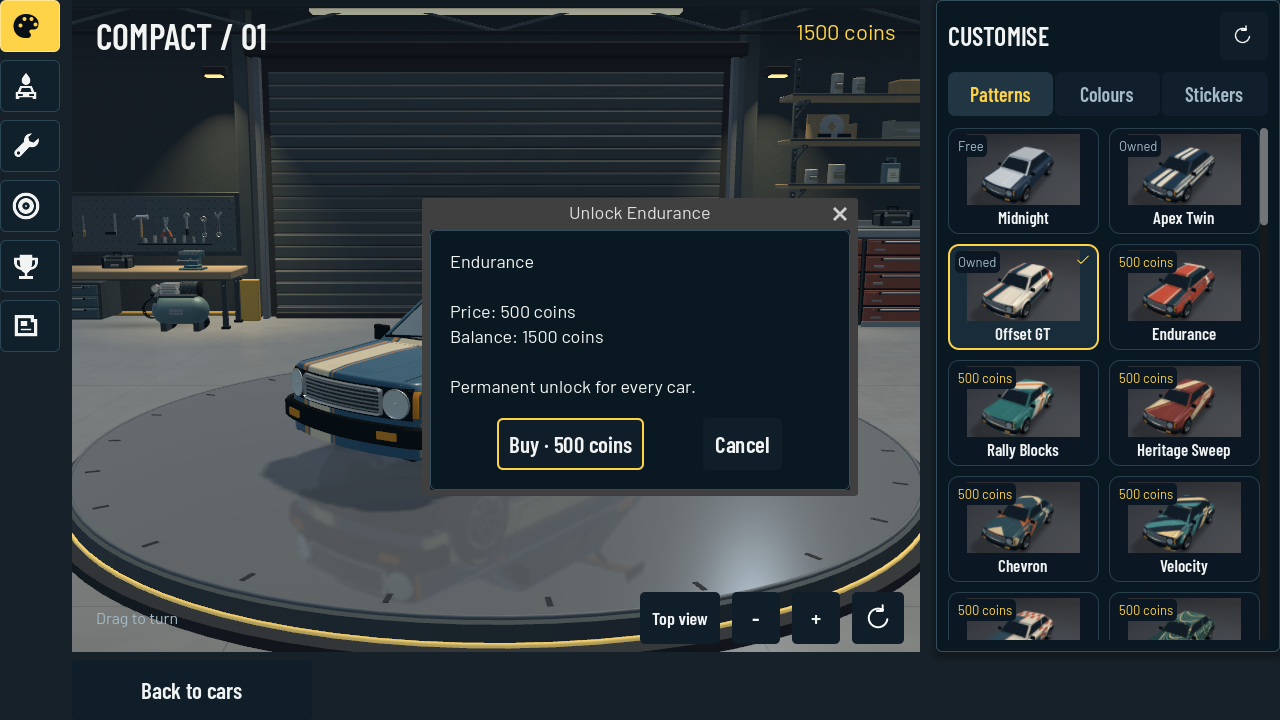 COMPACT / 01
1500 coins
CUSTOMISE
Patterns
Colours
Stickers
Free
Midnight
Owned
Apex Twin
Owned
Offset GT
500 coins
Endurance
500 coins
Rally Blocks
500 coins
Heritage Sweep
500 coins
Chevron
500 coins
Velocity
500 coins
500 coins
Unlock Endurance
Endurance
Price: 500 coins
Balance: 1500 coins
Permanent unlock for every car.
Buy · 500 coins
Cancel
Drag to turn
Top view
-
+
Back to cars